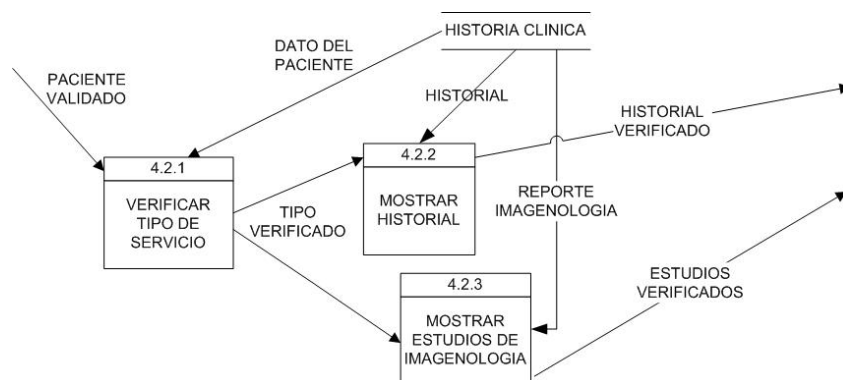 HISTORIA CLINICA
DATO DEL
PACIENTE
PACIENTE
VALIDADO
HISTORIAL
HISTORIAL
VERIFICADO
4.2.1
VERIFICAR
TIPO DE
SERVICIO
4.2.2
MOSTRAR
HISTORIAL
TIPO
VERIFICADO
REPORTE
IMAGENOLOGIA
4.2.3
MOSTRAR
ESTUDIOS DE
IMAGENOLOGIA
ESTUDIOS
VERIFICADOS